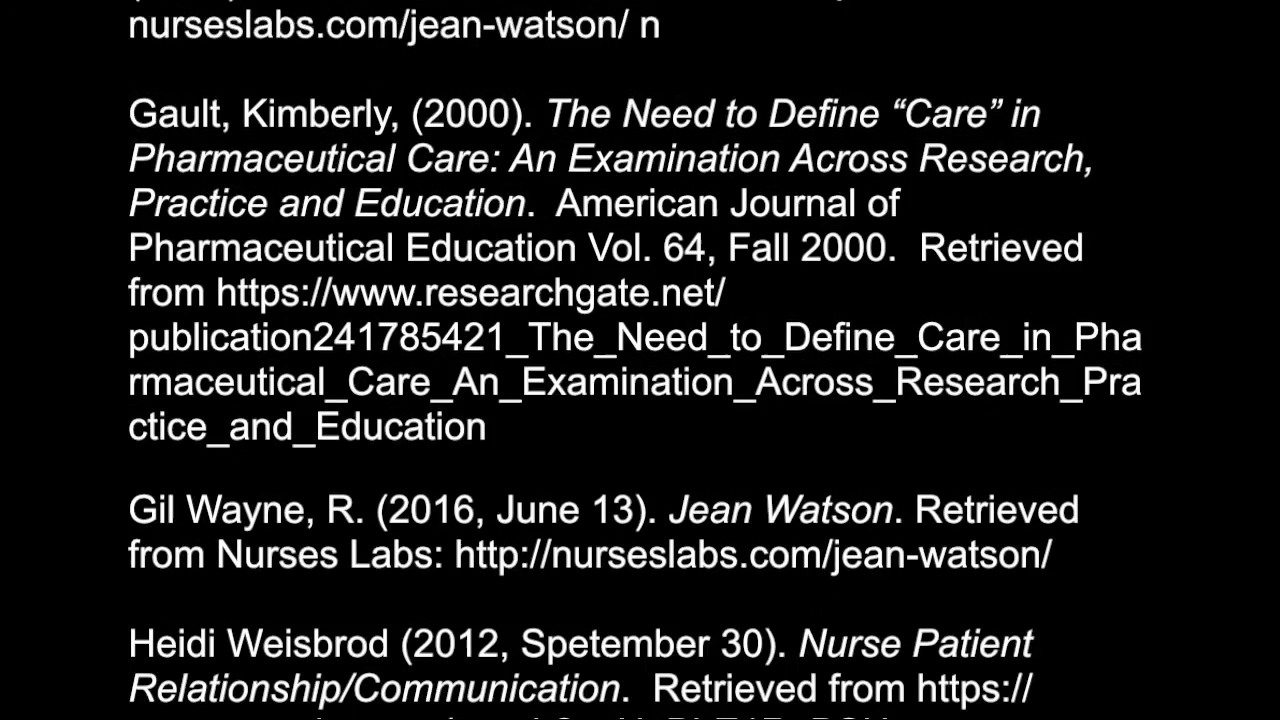 nurseslabs.com/jean-watson/ n
Gault, Kimberly, (2000). The Need to Define “Care” in
Pharmaceutical Care: An Examination Across Research,
Practice and Education.  American Journal of
Pharmaceutical Education Vol. 64, Fall 2000.  Retrieved
from https://www.researchgate.net/
publication241785421_The_Need_to_Define_Care_in_Pha
rmaceutical_Care_An_Examination_Across_Research_Pra
ctice_and_Education
Gil Wayne, R. (2016, June 13). Jean Watson. Retrieved
from Nurses Labs: http://nurseslabs.com/jean-watson/
Heidi Weisbrod (2012, Spetember 30). Nurse Patient
Relationship/Communication.  Retrieved from https://